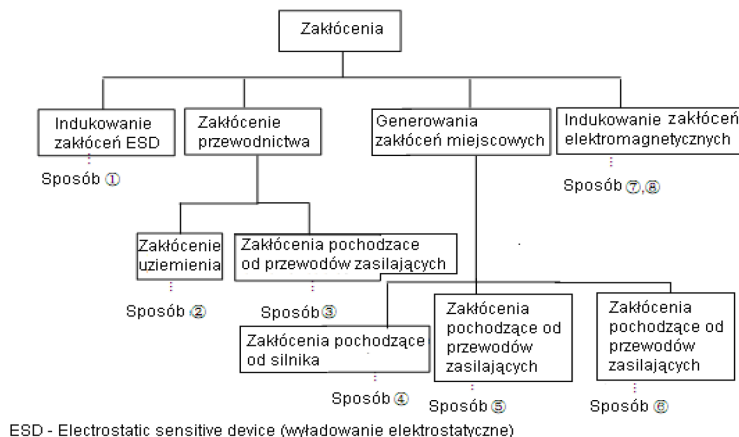 Zakłócenia
Indukowanie
zakłóceń ESD
Zakłócenie
przewodnictwa
Generowania
zakłóceń miejscowych
Indukowanie zakłóceń
elektromagnetycznych
Sposób ①
Sposób ⑦,⑧
Zakłócenie
uziemienia
Zakłócenia pochodzace
od przewodów zasilających
Sposób ②
Sposób ③
Zakłócenia pochodzące
od silnika
Zakłócenia
pochodzące od
przewodów
zasilających
Zakłócenia
pochodzące od
przewodów
zasilających
Sposób ④
Sposób ⑤
Sposób ⑥
ESD - Electrostatic sensitive device (wyładowanie elektrostatyczne)